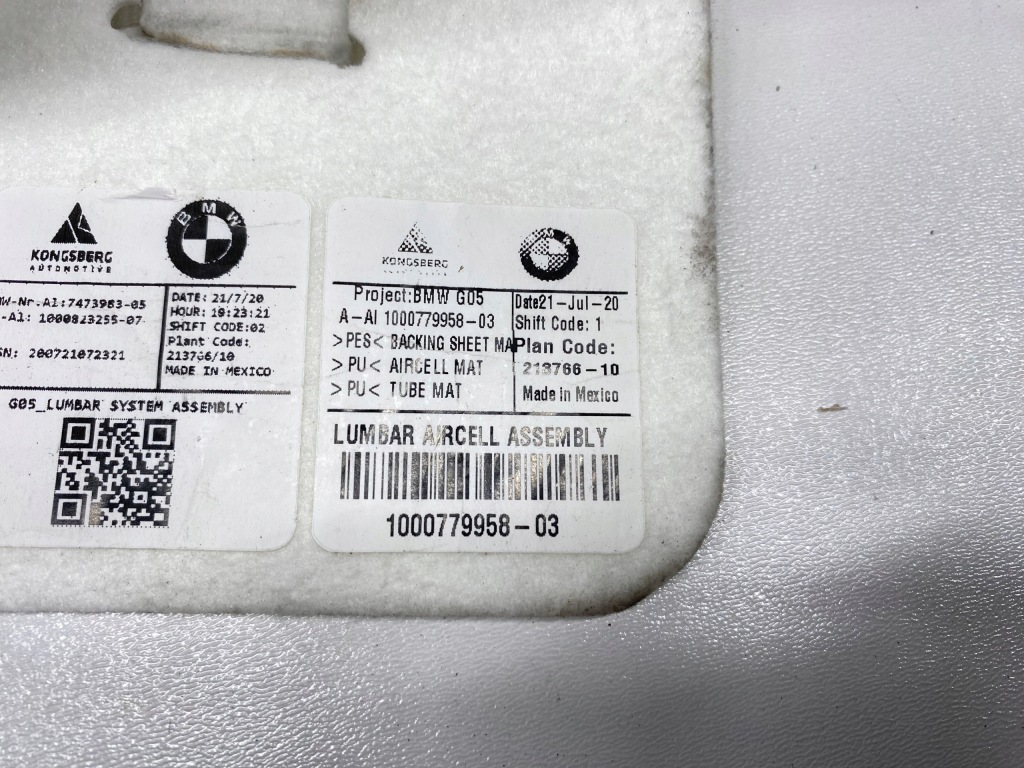 KONGSBERG
AUTOMOTIVE
BMW
W-Nr.AI:7473983-05
-AI: 1000823255-07
SN: 200721072321
DATE: 21/7/20
HOUR: 19:23:21
SHIFT CODE:02
Plant Code:
213766/10
MADE IN MEXICO
G05_LUMBAR SYSTEM ASSEMBLY
KONGSBERG
BMW
Project:BMW G05
A-AI 1000779958-03
>PES< BACKING SHEET MA
>PU< AIRCELL MAT
>PU< TUBE MAT
Date21-Jul-20
Shift Code: 1
Plan Code:
213766-10
Made in Mexico
LUMBAR AIRCELL ASSEMBLY
1000779958-03